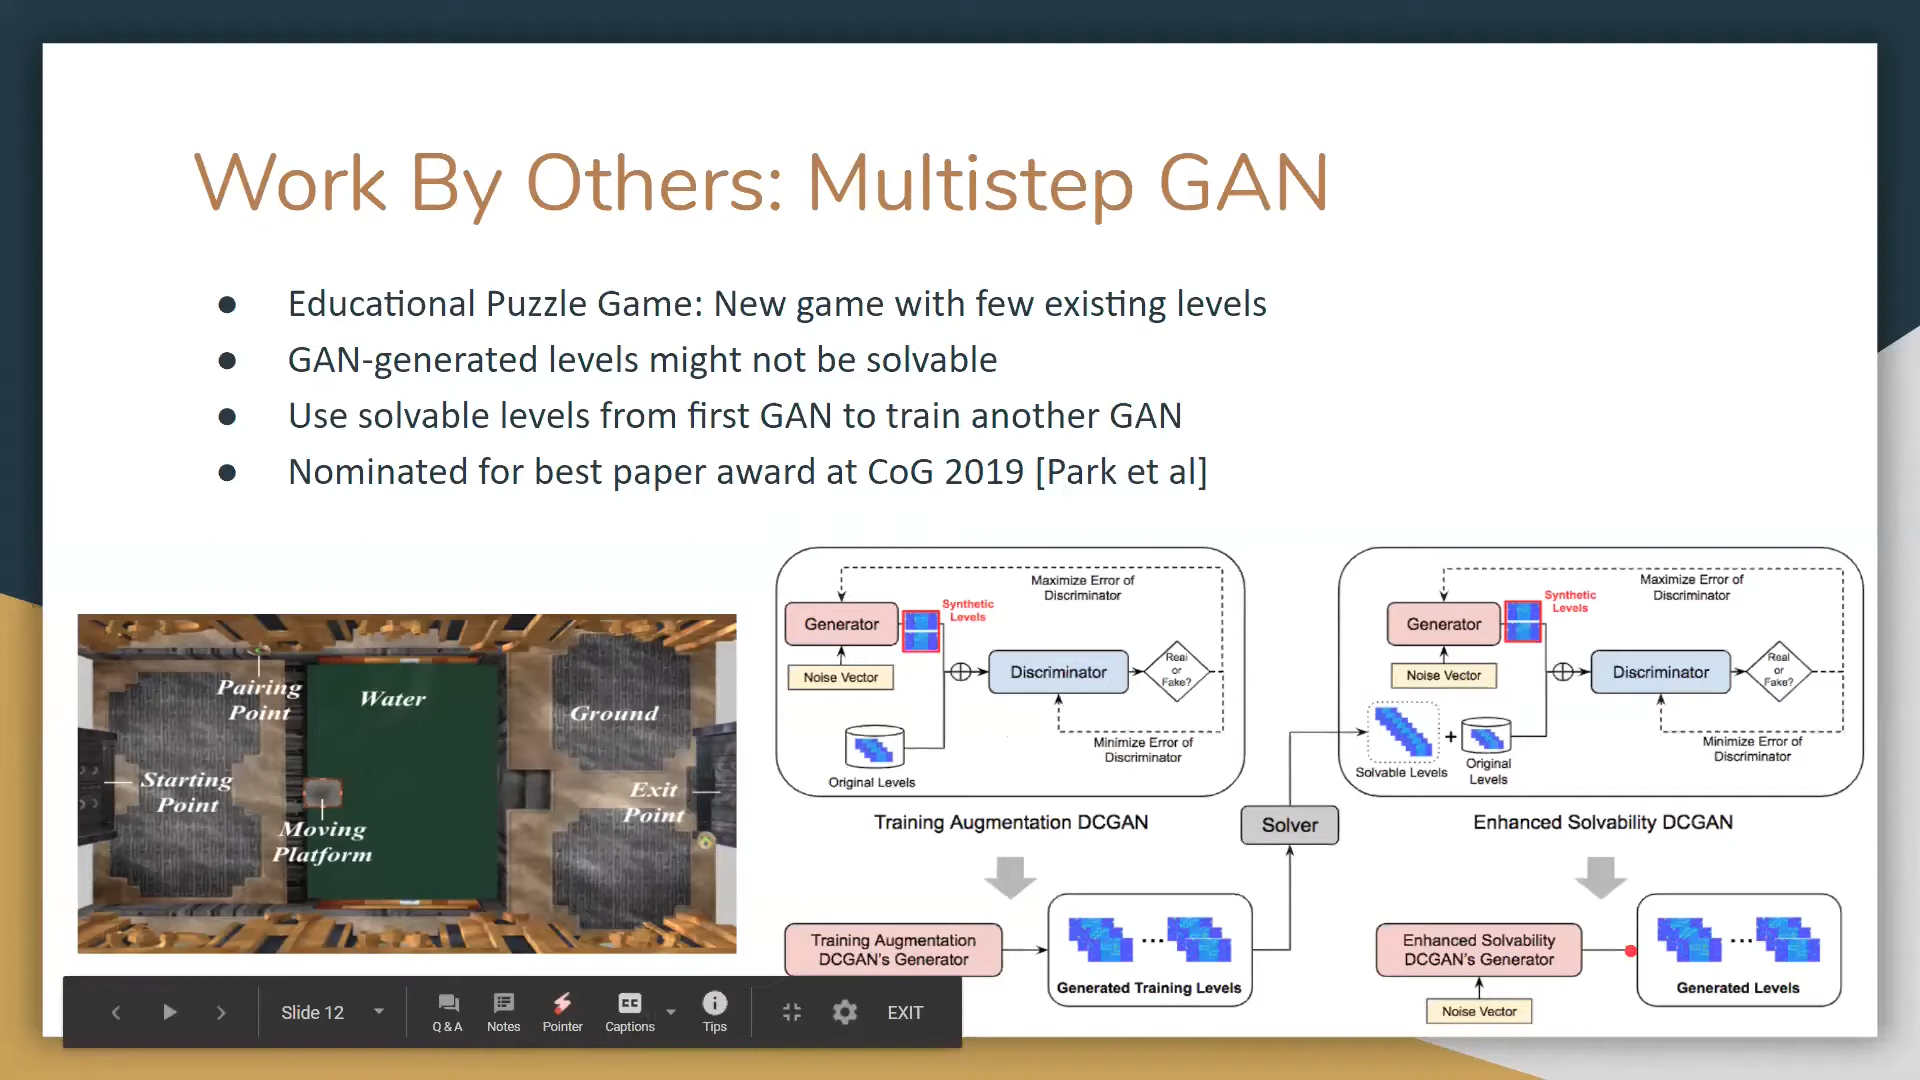 Work By Others: Multistep GAN
● Educational Puzzle Game: New game with few existing levels
● GAN-generated levels might not be solvable
● Use solvable levels from first GAN to train another GAN
● Nominated for best paper award at CoG 2019 [Park et al]
Pairing
Point
Water
Ground
Starting
Point
Exit
Point
Moving
Platform
Maximize Error of
Discriminator
Generator
Synthetic
Levels
Noise Vector
Discriminator
Real
or
Fake?
Minimize Error of
Discriminator
Original Levels
Training Augmentation DCGAN
Solver
Training Augmentation
DCGAN's Generator
...
Generated Training Levels
Maximize Error of
Discriminator
Generator
Synthetic
Levels
Noise Vector
Discriminator
Real
or
Fake?
Minimize Error of
Discriminator
+
Solvable Levels
Original
Levels
Enhanced Solvability DCGAN
Enhanced Solvability
DCGAN's Generator
Noise Vector
...
Generated Levels
Slide 12
Q & A
Notes
Pointer
CC
Captions
Tips
EXIT